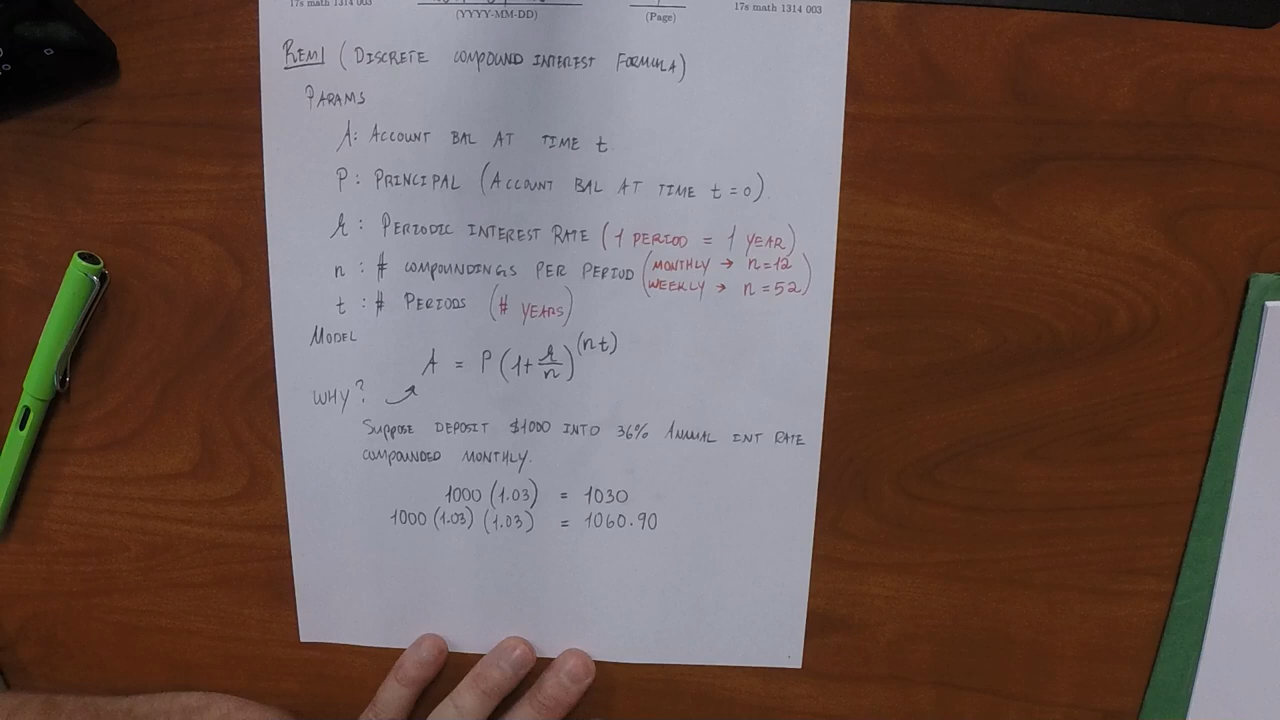 17s math 1314 003
(YYYY-MM-DD)
(Page)
17s math 1314 003
REM1 (DISCRETE COMPOUND INTEREST FORMULA)
PARAMS
A: ACCOUNT BAL AT TIME t
P: PRINCIPAL (ACCOUNT BAL AT TIME t = 0).
r: PERIODIC INTEREST RATE (1 PERIOD = 1 YEAR)
n: # COMPOUNDINGS PER PERIOD (MONTHLY → n=12
WEEKLY → n=52)
t: # PERIODS (# YEARS)
MODEL
A = P(1+r/n)^(nt)
WHY?
SUPPOSE DEPOSIT $1000 INTO 36% ANNUAL INT RATE
COMPOUNDED MONTHLY.
1000 (1.03) = 1030
1000 (1.03) (1.03) = 1060.90